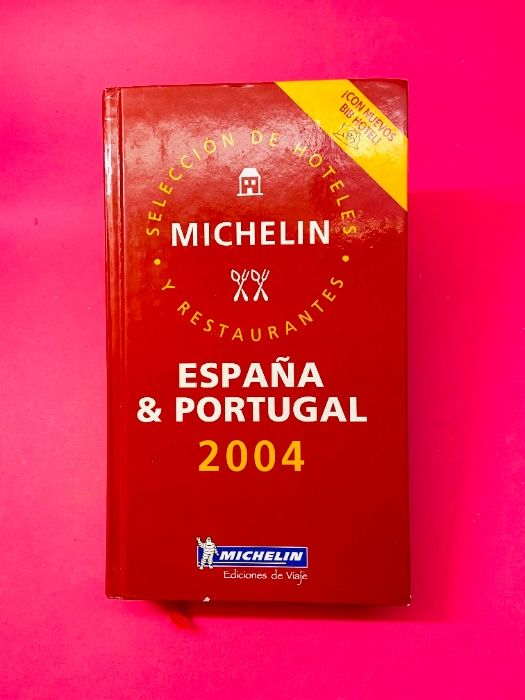 ¡CON NUEVOS
BIB HOTEL!
SELECCIÓN DE HOTELES
MICHELIN
Y RESTAURANTES
ESPAÑA
& PORTUGAL
2004
MICHELIN
Ediciones de Viaje